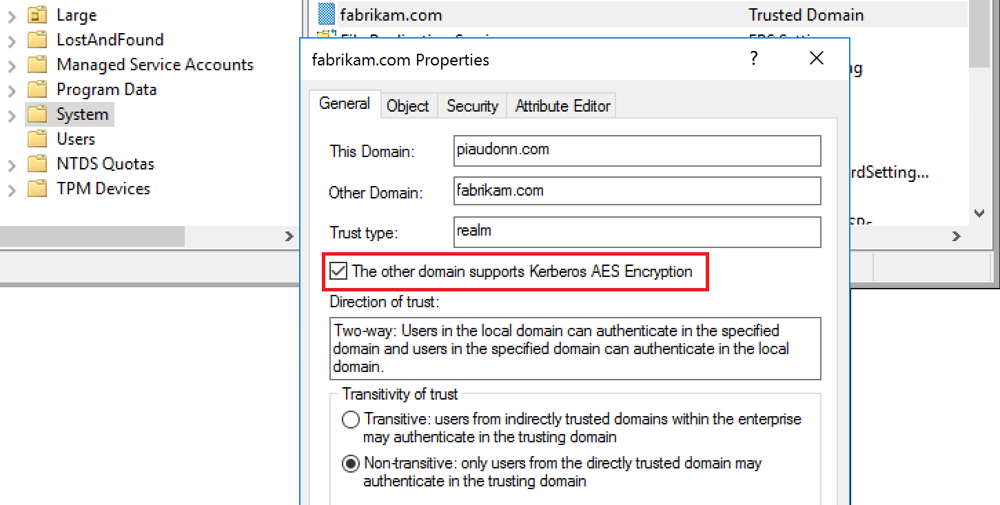 Large
LostAndFound
Managed Service Accounts
Program Data
System
Users
NTDS Quotas
TPM Devices
fabrikam.com Trusted Domain
fabrikam.com Properties
?
General Object Security Attribute Editor
This Domain: piaudonn.com
Other Domain: fabrikam.com
Trust type: realm
The other domain supports Kerberos AES Encryption
Direction of trust:
Two-way: Users in the local domain can authenticate in the specified
domain and users in the specified domain can authenticate in the local
domain.
Transitivity of trust
Transitive: users from indirectly trusted domains within the enterprise
may authenticate in the trusting domain
Non-transitive: only users from the directly trusted domain may
authenticate in the trusting domain
rdSetting...